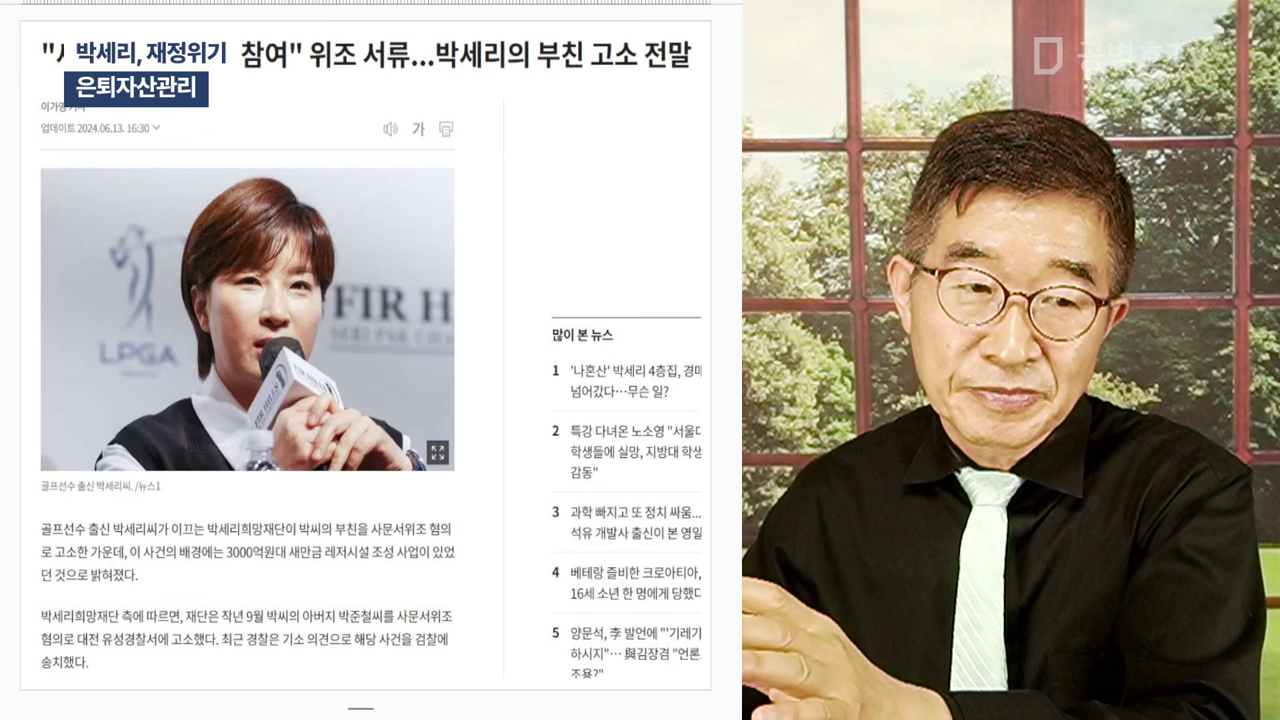 박세리, 재정위기
은퇴자산관리
참여" 위조 서류...박세리의 부친 고소 전말
이가영
업데이트 2024.06.13. 16:30
가
LPGA
FIR H
FIR HILLS
골프선수 출신 박세리씨. /뉴스1
골프선수 출신 박세리씨가 이끄는 박세리희망재단이 박씨의 부친을 사문서위조 혐의
로 고소한 가운데, 이 사건의 배경에는 3000억원대 새만금 레저시설 조성 사업이 있었
던 것으로 밝혀졌다.
박세리희망재단 측에 따르면, 재단은 작년 9월 박씨의 아버지 박준철씨를 사문서위조
혐의로 대전 유성경찰서에 고소했다. 최근 경찰은 기소 의견으로 해당 사건을 검찰에
송치했다.
많이 본 뉴스
1 '나혼산' 박세리 4층집, 경매
넘어갔다…무슨 일?
2 특강 다녀온 노소영 "서울대
학생들에 실망, 지방대 학생
감동"
3 과학 빠지고 또 정치 싸움...
석유 개발사 출신이 본 영일
4 베테랑 즐비한 크로아티아,
16세 소년 한 명에게 당했다
5 양문석, 李 발언에 "'기레기
하시지"… 與김장겸 "언론
조용?"